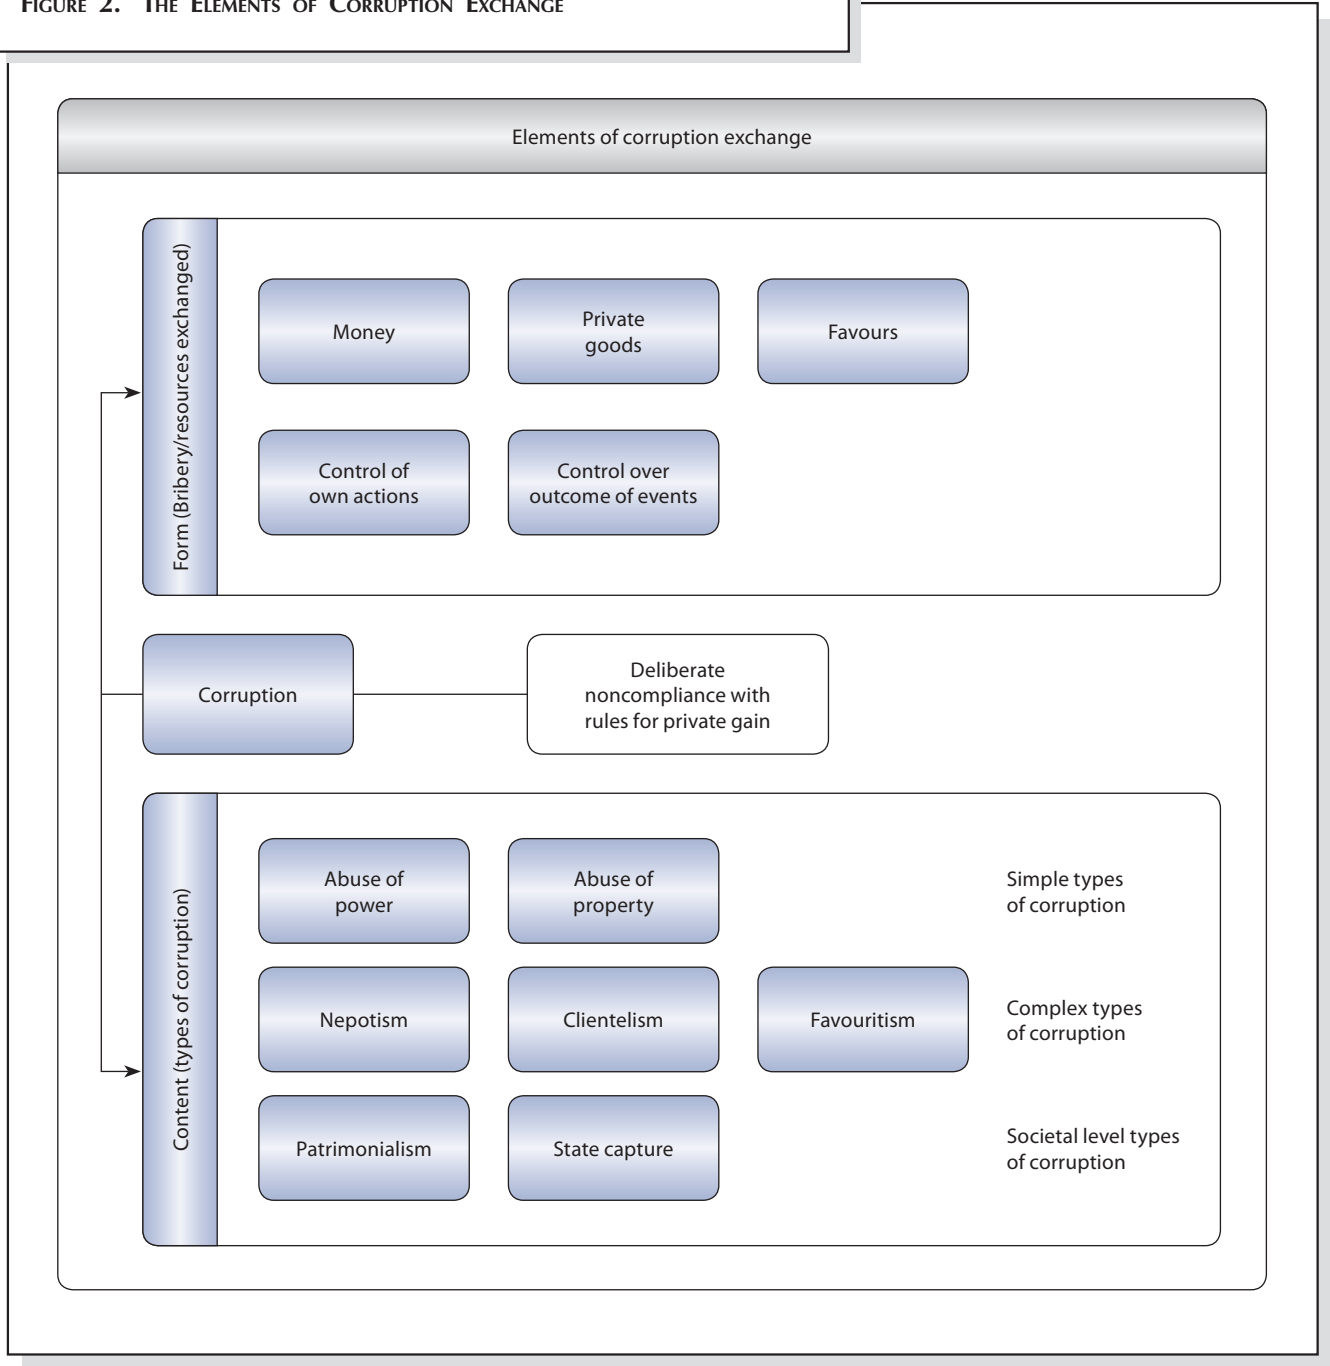 FIGURE 2. THE ELEMENTS OF CORRUPTION EXCHANGE
Elements of corruption exchange
Form (Bribery/resources exchanged)
Money
Private
goods
Favours
Control of
own actions
Control over
outcome of events
Corruption
Deliberate
noncompliance with
rules for private gain
Content (types of corruption)
Abuse of
power
Abuse of
property
Simple types
of corruption
Nepotism
Clientelism
Favouritism
Complex types
of corruption
Patrimonialism
State capture
Societal level types
of corruption